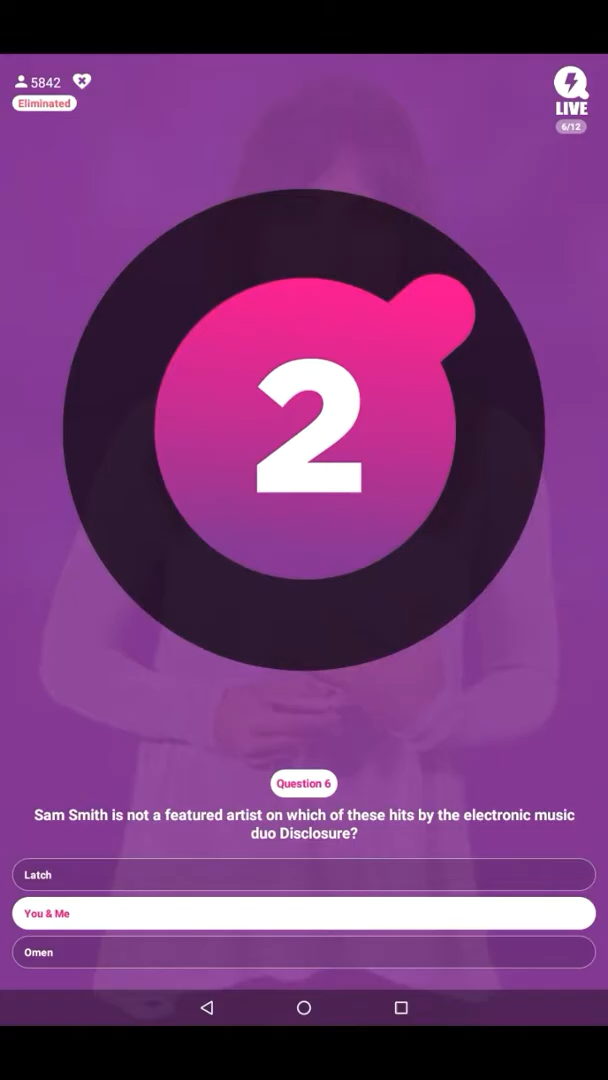 5842
Eliminated
LIVE
6/12
2
Question 6
Sam Smith is not a featured artist on which of these hits by the electronic music
duo Disclosure?
Latch
You & Me
Omen